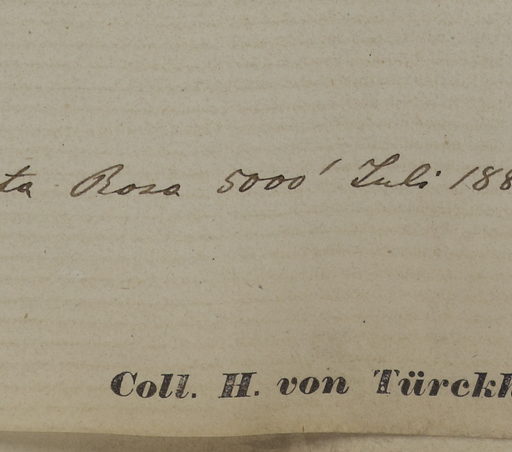 ta Rosa 5000' Juli 188
Coll. H. von Türckh